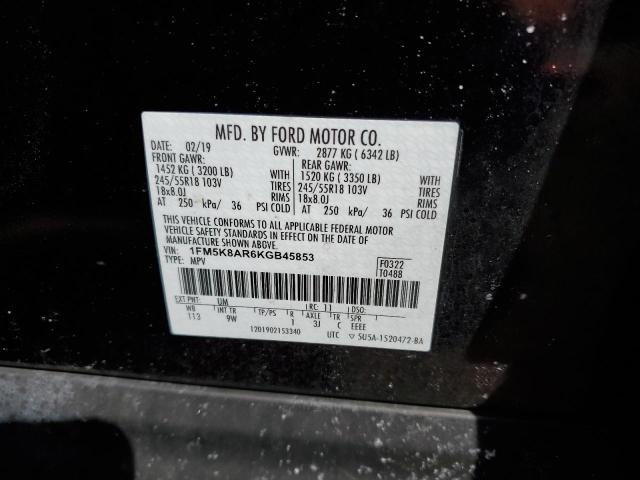 MFD. BY FORD MOTOR CO.
DATE: 02/19 GVWR: 2877 KG ( 6342 LB)
FRONT GAWR: REAR GAWR:
1452 KG ( 3200 LB) WITH 1520 KG ( 3350 LB) WITH
245/55R18 103V TIRES 245/55R18 103V TIRES
18x8.0J RIMS 18x8.0J RIMS
AT 250 kPa/ 36 PSI COLD AT 250 kPa/ 36 PSI COLD
THIS VEHICLE CONFORMS TO ALL APPLICABLE FEDERAL MOTOR
VEHICLE SAFETY STANDARDS IN EFFECT ON THE DATE OF
MANUFACTURE SHOWN ABOVE.
VIN: 1FM5K8AR6KGB45853
TYPE: MPV
F0322
T0488
EXT PNT: UM RC: 11 DSO:
WB INT TR TP/PS R AXLE TR SPR
113 9W 1 3J C EEEE
1201902153340 UTC ▽ 5U5A-1520472-BA